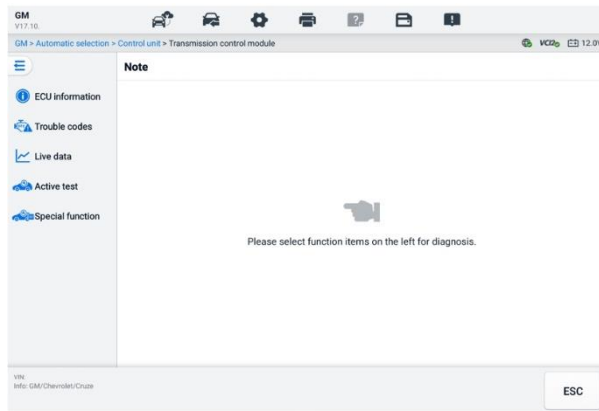 GM
V17.10.
GM > Automatic selection > Control unit > Transmission control module
VCI
12.0V
Note
ECU information
Trouble codes
Live data
Active test
Special function
Please select function items on the left for diagnosis.
VIN:
Info: GM/Chevrolet/Cruze
ESC